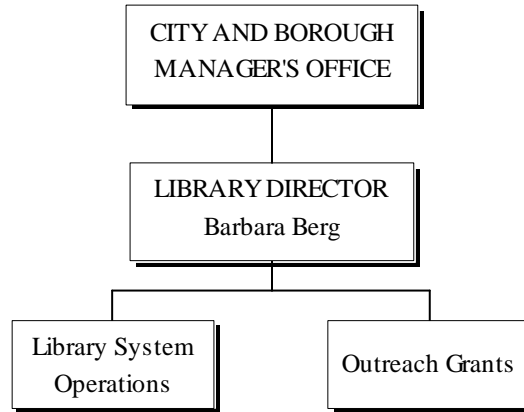 CITY AND BOROUGH
MANAGER'S OFFICE
LIBRARY DIRECTOR
Barbara Berg
Library System
Operations
Outreach Grants